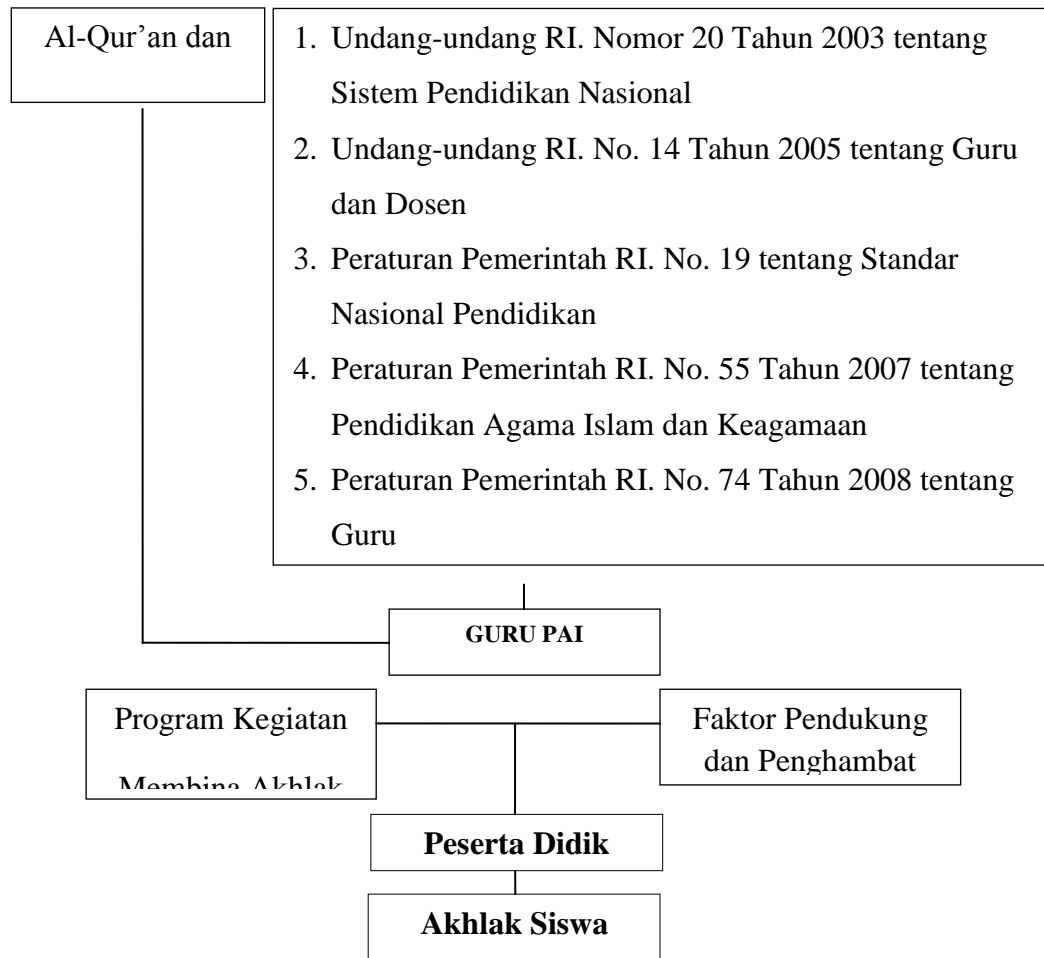 Al-Qur’an dan
1. Undang-undang RI. Nomor 20 Tahun 2003 tentang
Sistem Pendidikan Nasional
2. Undang-undang RI. No. 14 Tahun 2005 tentang Guru
dan Dosen
3. Peraturan Pemerintah RI. No. 19 tentang Standar
Nasional Pendidikan
4. Peraturan Pemerintah RI. No. 55 Tahun 2007 tentang
Pendidikan Agama Islam dan Keagamaan
5. Peraturan Pemerintah RI. No. 74 Tahun 2008 tentang
Guru
GURU PAI
Program Kegiatan
Membina Akhlak
Faktor Pendukung
dan Penghambat
Peserta Didik
Akhlak Siswa